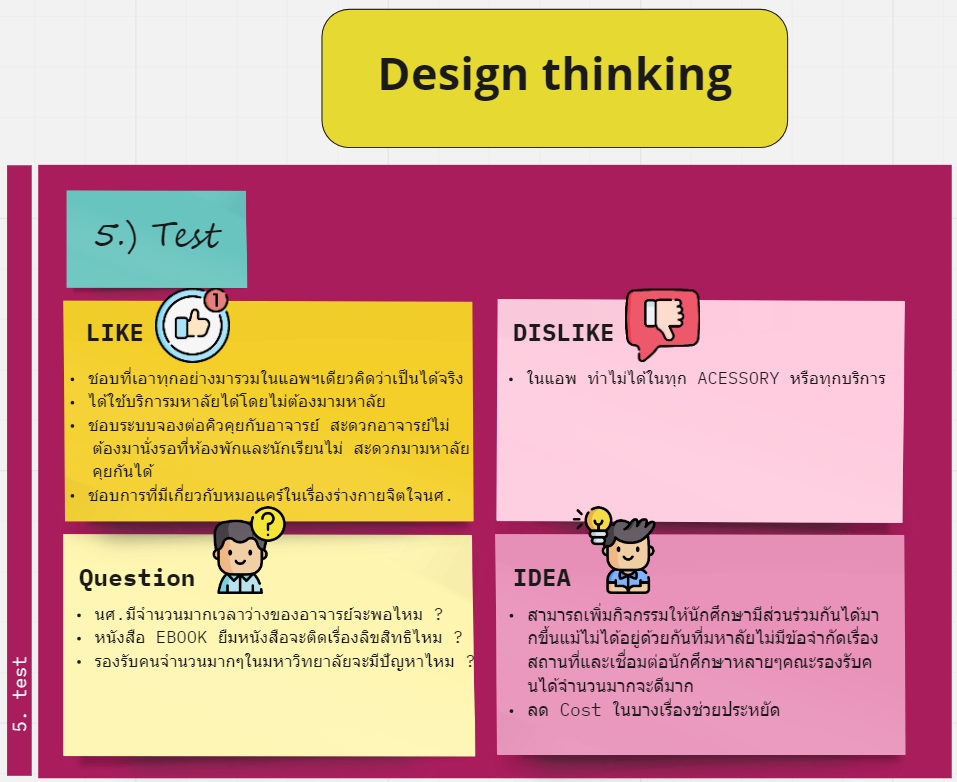 Design thinking
5.) Test
1
LIKE
• ชอบที่เอาทุกอย่างมารวมในแอพฯเดียวคิดว่าเป็นได้จริง
• ได้ใช้บริการมหาลัยได้โดยไม่ต้องมามหาลัย
• ชอบระบบจองต่อคิวคุยกับอาจารย์ สะดวกอาจารย์ไม่
ต้องมานั่งรอที่ห้องพักและนักเรียนไม่ สะดวกมามหาลัย
คุยกันได้
• ชอบการที่มีเกี่ยวกับหมอแคร์ในเรื่องร่างกายจิตใจนศ.
DISLIKE
• ในแอพ ทำไม่ได้ในทุก ACESSORY หรือทุกบริการ
?
Question
• นศ.มีจำนวนมากเวลาว่างของอาจารย์จะพอไหม ?
• หนังสือ EBOOK ยืมหนังสือจะติดเรื่องลิขสิทธิไหม ?
• รองรับคนจำนวนมากๆในมหาวิทยาลัยจะมีปัญหาไหม ?
IDEA
• สามารถเพิ่มกิจกรรมให้นักศึกษามีส่วนร่วมกันได้มา
กขึ้นแม้ไม่ได้อยู่ด้วยกันที่มหาลัยไม่มีข้อจำกัดเรื่อง
สถานที่และเชื่อมต่อนักศึกษาหลายๆคณะรองรับค
นได้จำนวนมากจะดีมาก
• ลด Cost ในบางเรื่องช่วยประหยัด
5. test